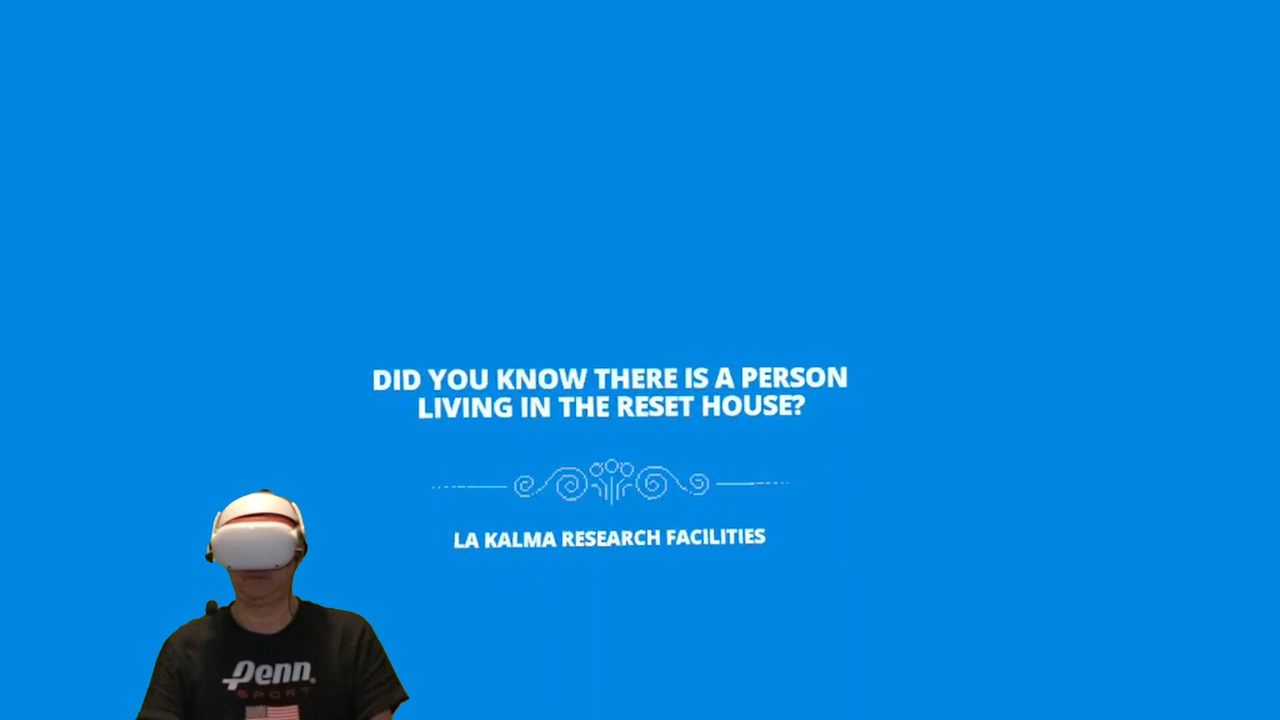 DID YOU KNOW THERE IS A PERSON
LIVING IN THE RESET HOUSE?
LA KALMA RESEARCH FACILITIES
Penn.
SPORT